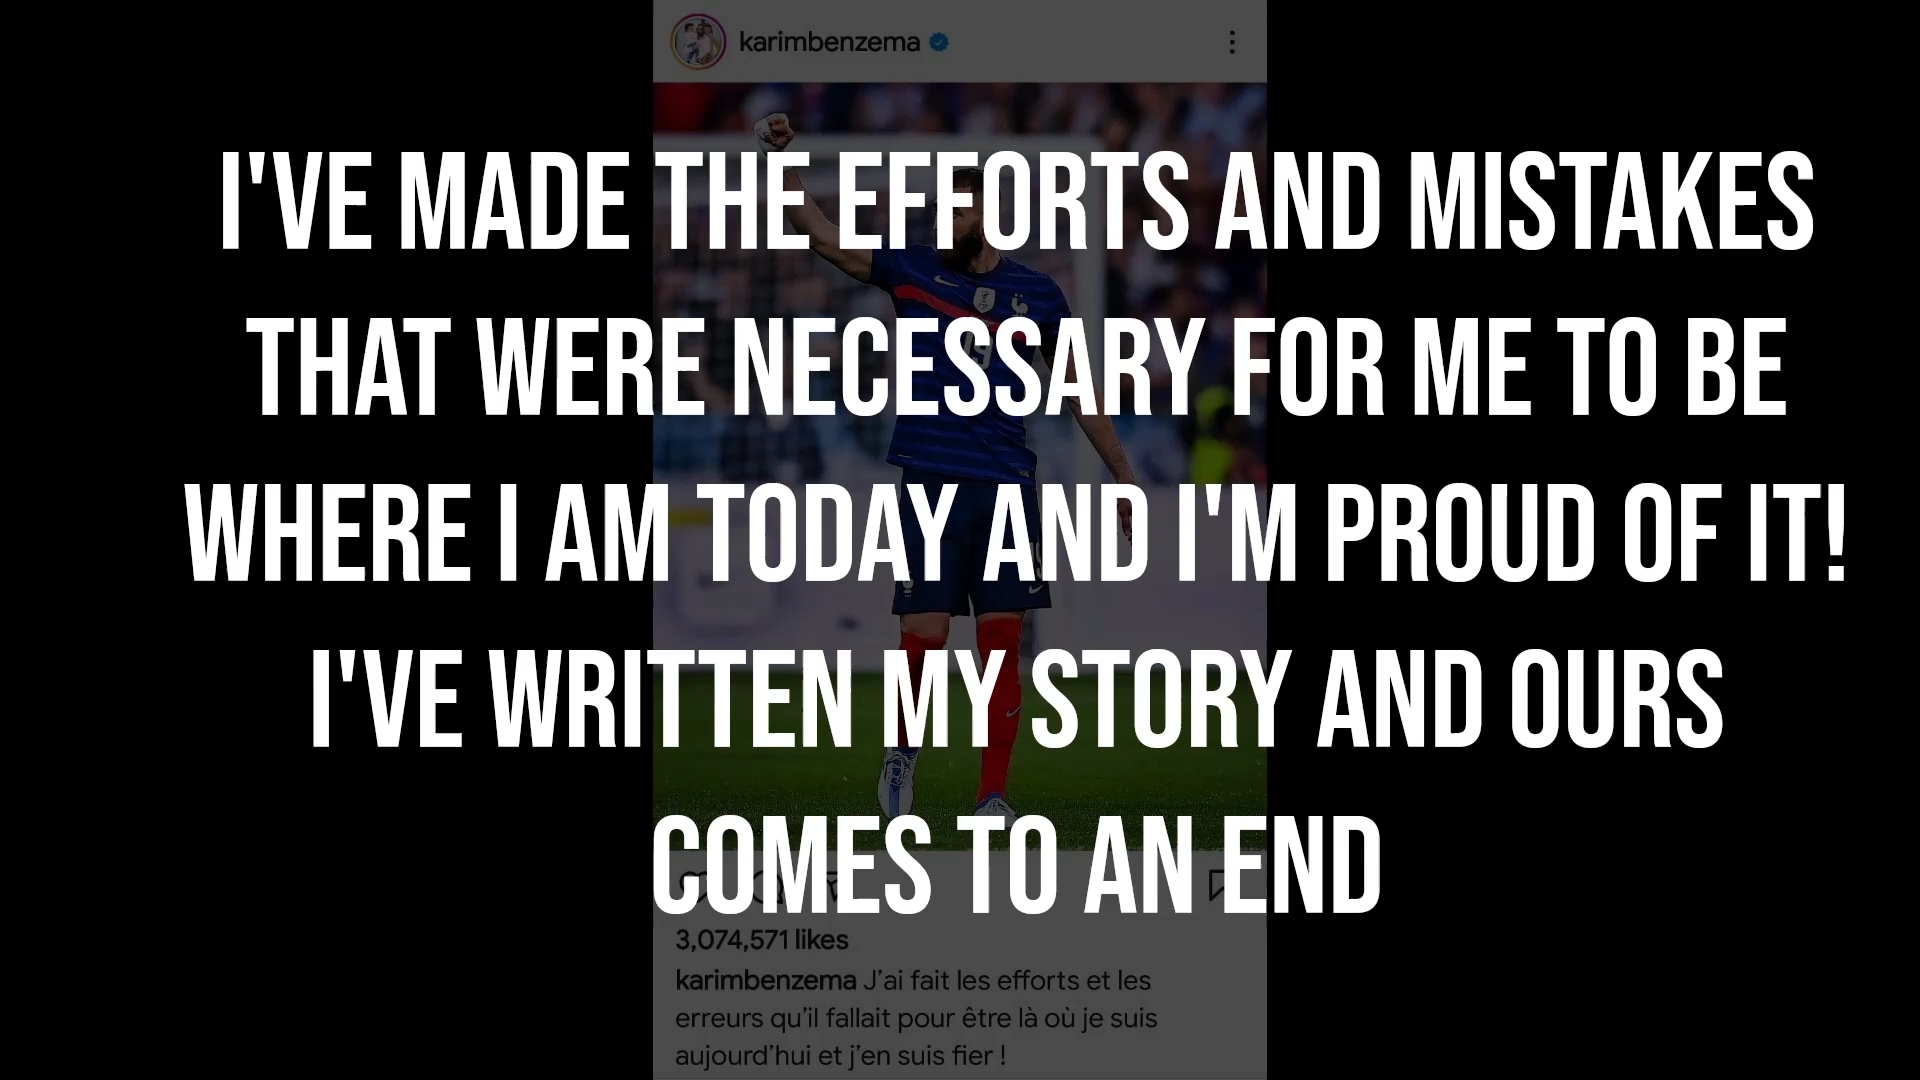 karimbenzema
I'VE MADE THE EFFORTS AND MISTAKES
THAT WERE NECESSARY FOR ME TO BE
WHERE I AM TODAY AND I'M PROUD OF IT!
I'VE WRITTEN MY STORY AND OURS
COMES TO AN END
3,074,571 likes
karimbenzema J’ai fait les efforts et les
erreurs qu’il fallait pour être là où je suis
aujourd’hui et j’en suis fier !